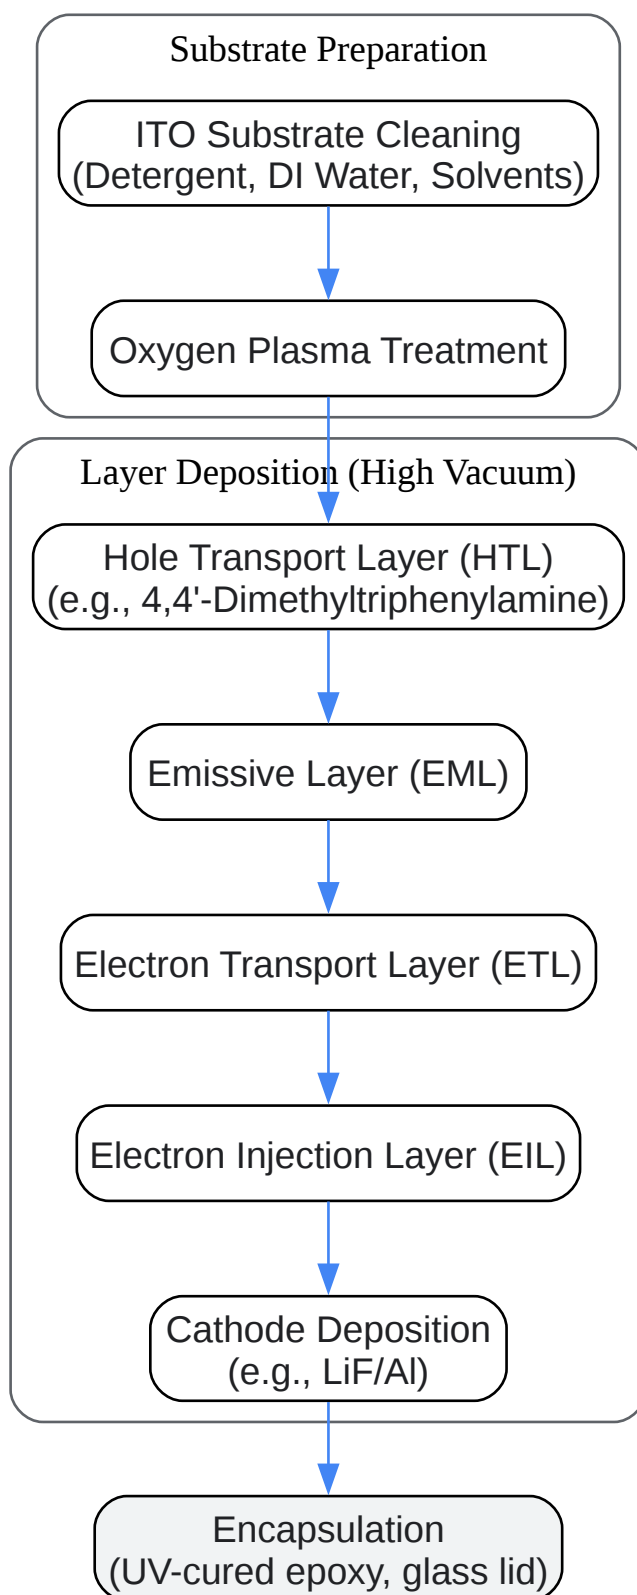 Substrate Preparation
ITO Substrate Cleaning
(Detergent, DI Water, Solvents)
Oxygen Plasma Treatment
Layer Deposition (High Vacuum)
Hole Transport Layer (HTL)
(e.g., 4,4'-Dimethyltriphenylamine)
Emissive Layer (EML)
Electron Transport Layer (ETL)
Electron Injection Layer (EIL)
Cathode Deposition
(e.g., LiF/Al)
Encapsulation
(UV-cured epoxy, glass lid)